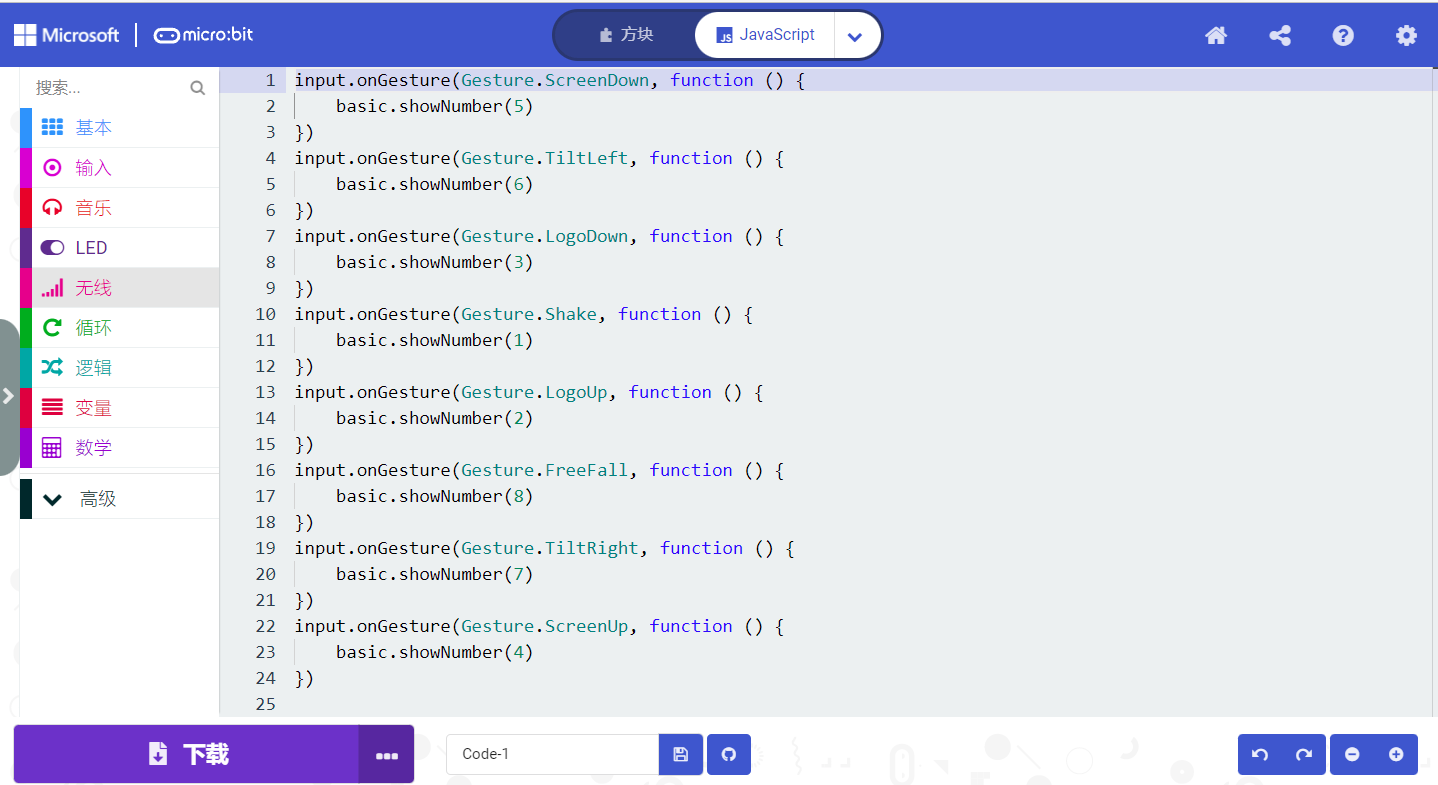 Microsoft micro:bit 方块 JavaScript
搜索...
基本
输入
音乐
LED
无线
循环
逻辑
变量
数学
高级
1 input.onGesture(Gesture.ScreenDown, function () {
2     basic.showNumber(5)
3 })
4 input.onGesture(Gesture.TiltLeft, function () {
5     basic.showNumber(6)
6 })
7 input.onGesture(Gesture.LogoDown, function () {
8     basic.showNumber(3)
9 })
10 input.onGesture(Gesture.Shake, function () {
11     basic.showNumber(1)
12 })
13 input.onGesture(Gesture.LogoUp, function () {
14     basic.showNumber(2)
15 })
16 input.onGesture(Gesture.FreeFall, function () {
17     basic.showNumber(8)
18 })
19 input.onGesture(Gesture.TiltRight, function () {
20     basic.showNumber(7)
21 })
22 input.onGesture(Gesture.ScreenUp, function () {
23     basic.showNumber(4)
24 })
25
下载 Code-1